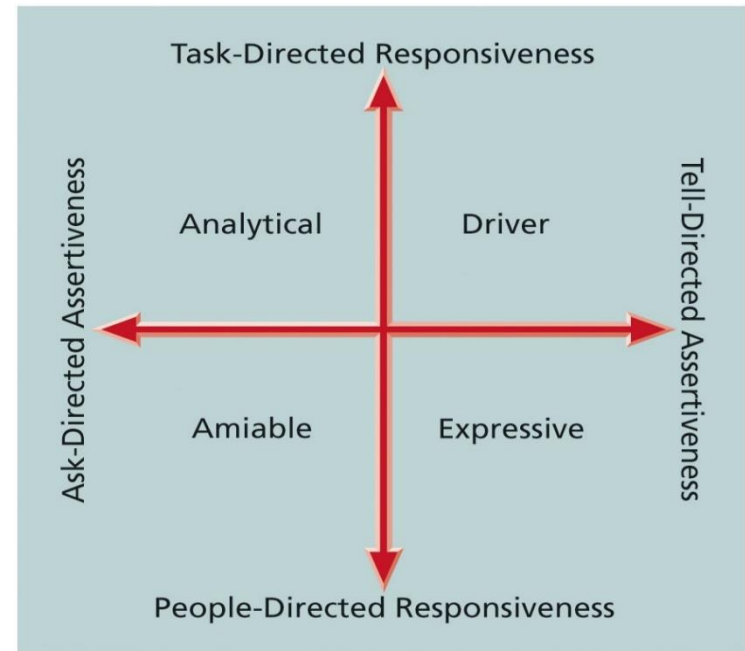 Task-Directed Responsiveness
Ask-Directed Assertiveness
Tell-Directed Assertiveness
Analytical
Driver
Amiable
Expressive
People-Directed Responsiveness